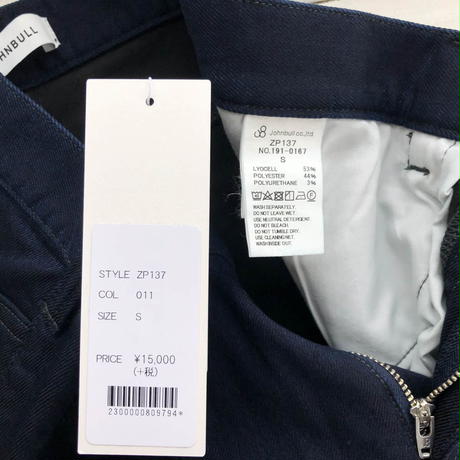 JOHNBULL
Johnbull co.,ltd
ZP137
NO.191-0167
S
LYOCELL 53%
POLYESTER 44%
POLYURETHANE 3%
WASH SEPARATELY.
DO NOT LEAVE WET.
USE NEUTRAL DETERGENT.
DO NOT BLEACH.
DO NOT TUMBLE DRY.
USE CLEANING NET.
WASH INSIDE OUT.
STYLE ZP137
COL 011
SIZE S
PRICE ¥15,000
(+税)
2300000809794*